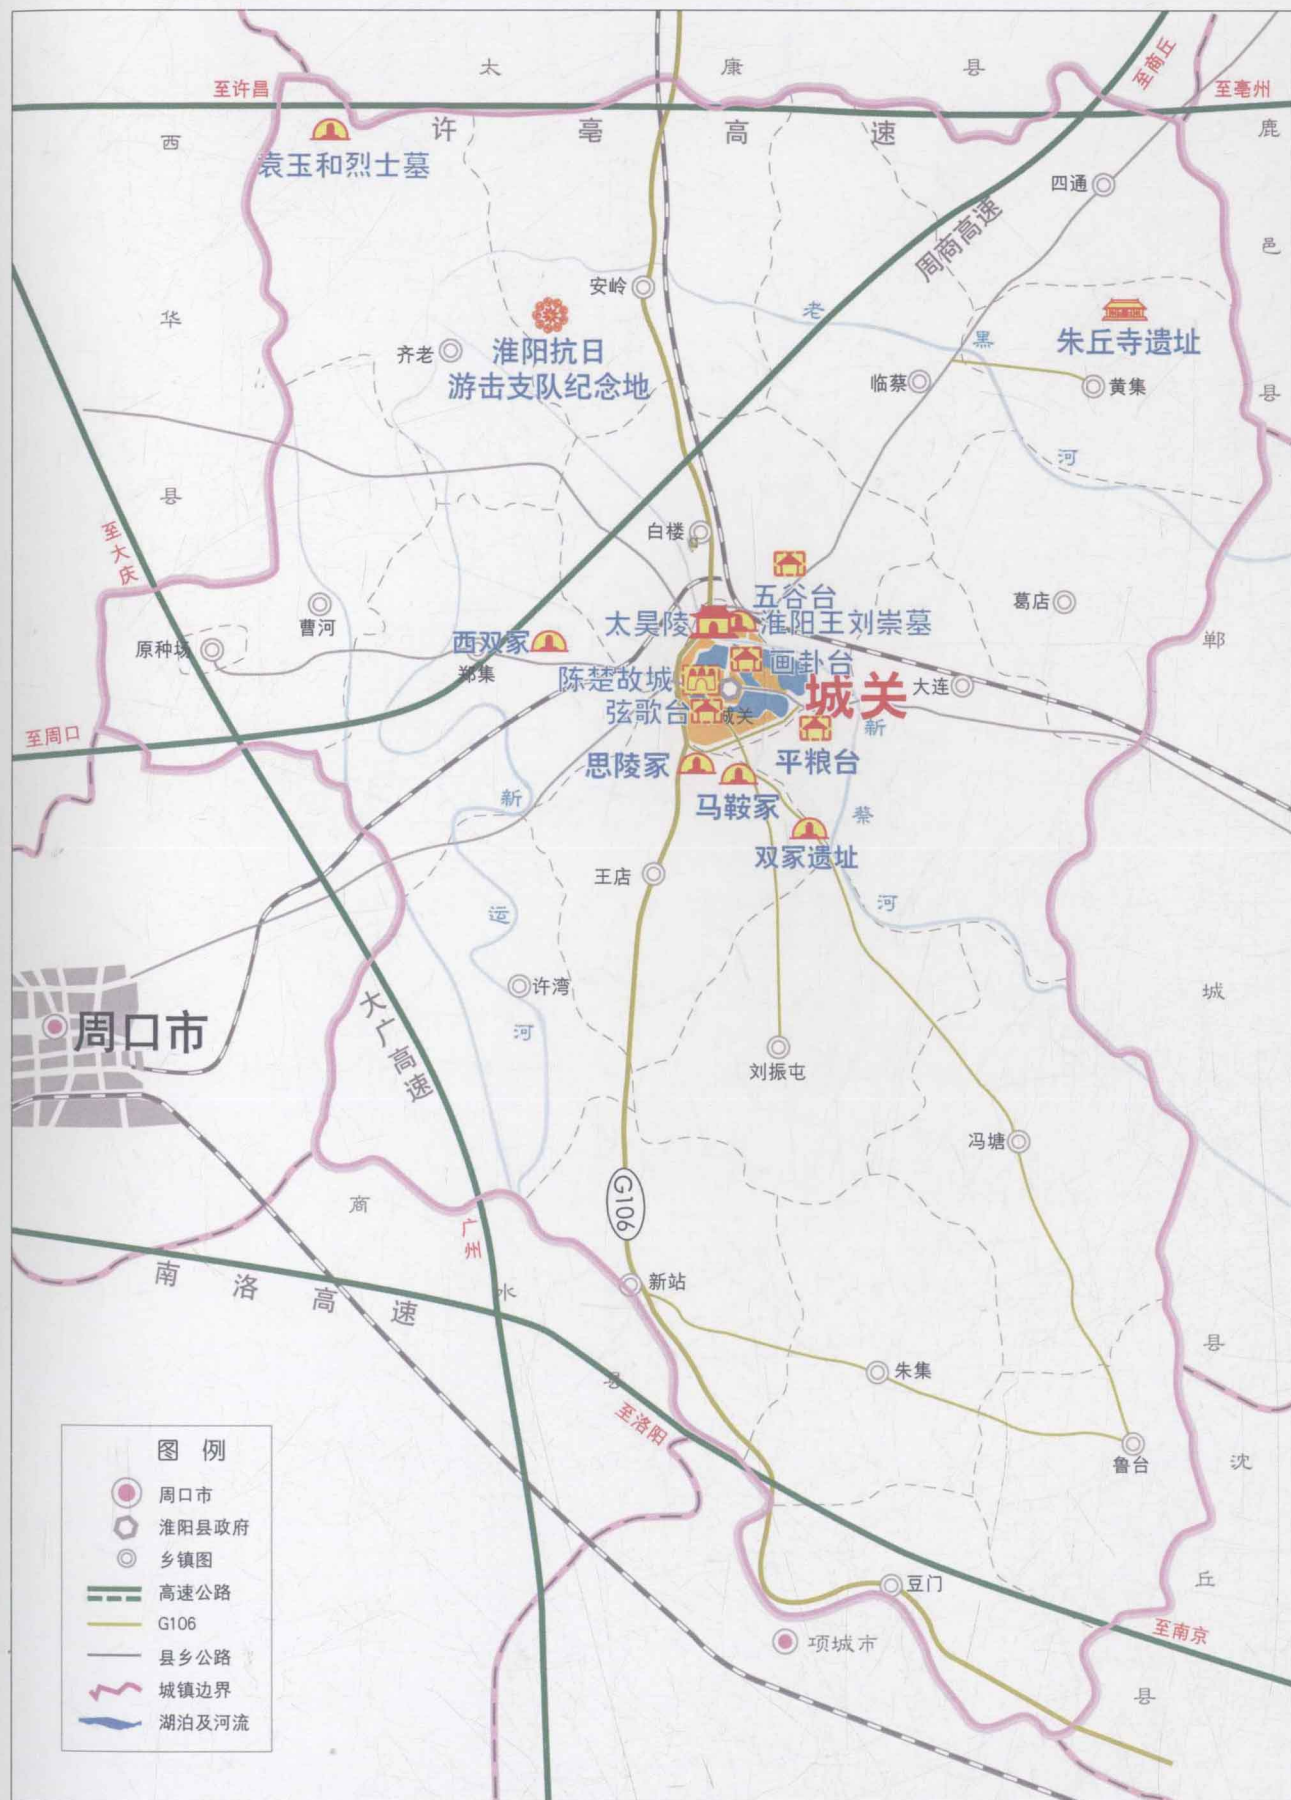 太康县
至许昌
至商丘
至亳州
许亳高速
西华县
鹿邑县
袁玉和烈士墓
四通
周商高速
安岭
老黑河
朱丘寺遗址
齐老
淮阳抗日
游击支队纪念地
临蔡
黄集
至大庆
白楼
五谷台
葛店
曹河
太昊陵
淮阳王刘崇墓
郸城县
原种场
西双冢
郑集
画卦台
陈楚故城
城关
大连
弦歌台
城关
新蔡河
至周口
思陵冢
平粮台
马鞍冢
新运河
双冢遗址
王店
许湾
周口市
大广高速
刘振屯
冯塘
G106
商水县
广州
南洛高速
新站
朱集
至洛阳
鲁台
沈丘县
豆门
至南京
项城市
图例
周口市
淮阳县政府
乡镇图
高速公路
G106
县乡公路
城镇边界
湖泊及河流